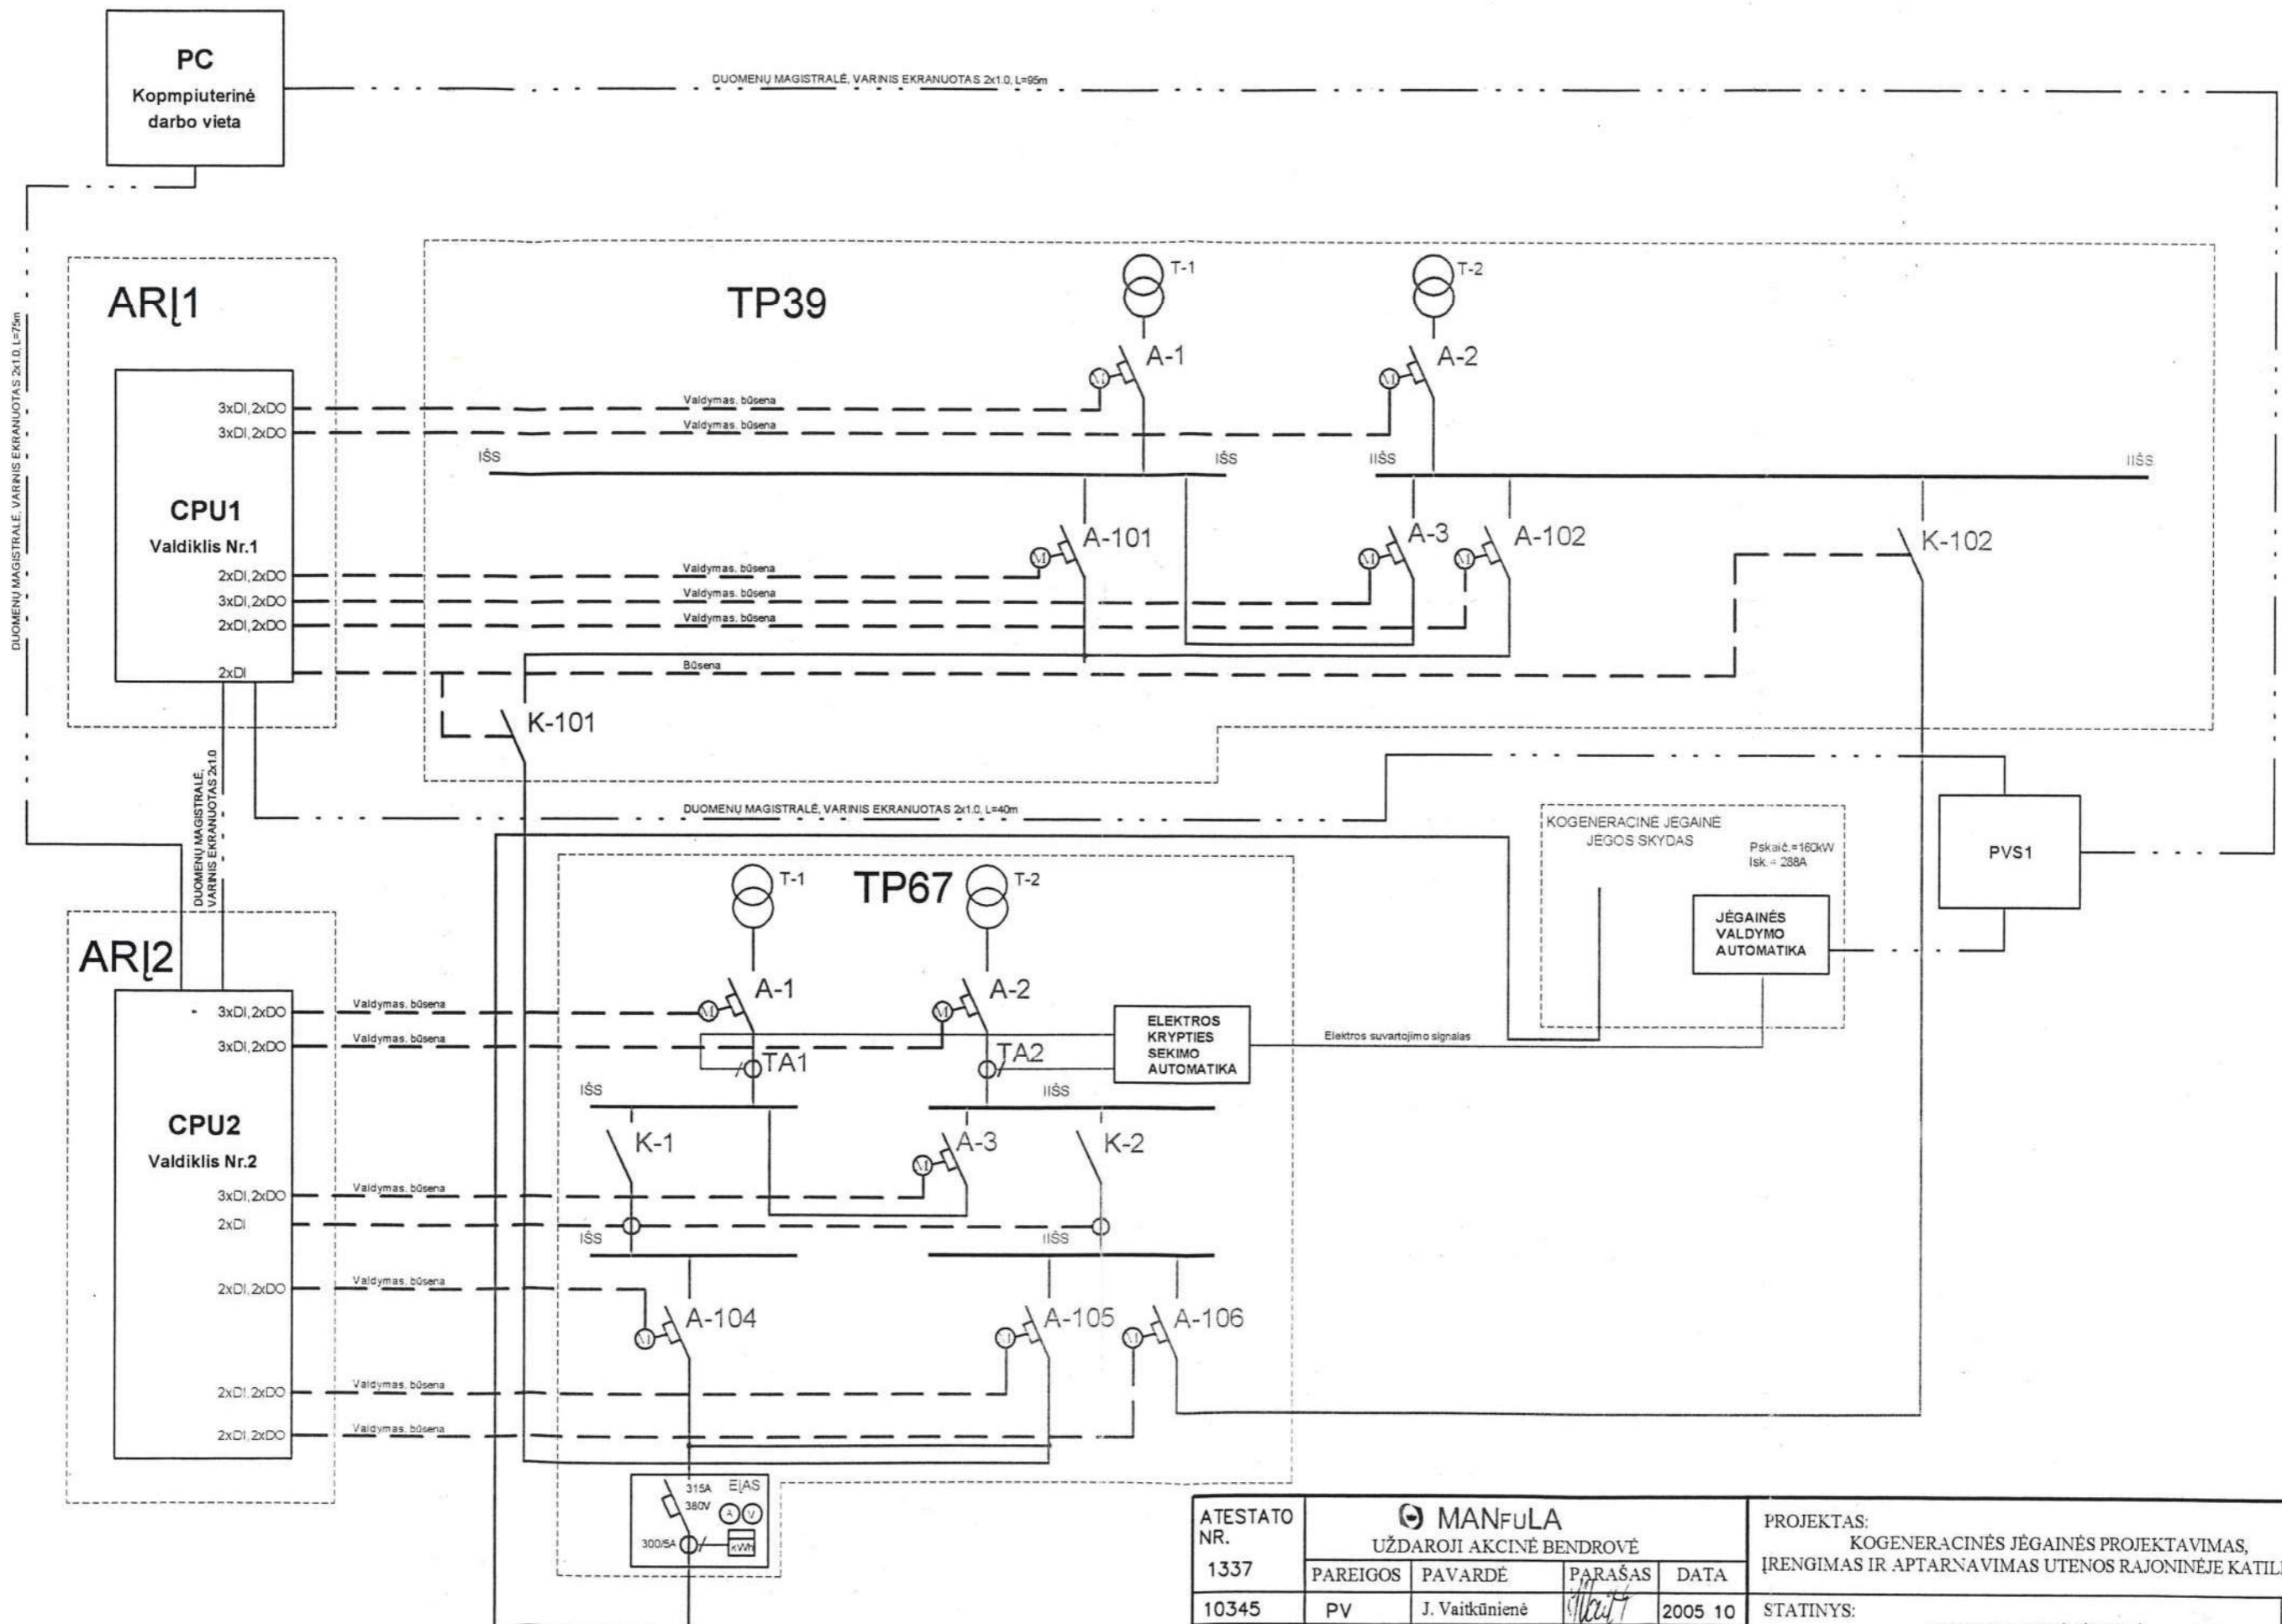 PC
Kopmpiuterinė
darbo vieta
DUOMENŲ MAGISTRALĖ, VARINIS EKRANUOTAS 2x1.0, L=95m
DUOMENŲ MAGISTRALĖ, VARINIS EKRANUOTAS 2x1.0, L=75m
ARĮ1
TP39
T-1
T-2
A-1
A-2
3xDI,2xDO
Valdymas, būsena
3xDI,2xDO
Valdymas, būsena
M
M
IŠS
IŠS
IIŠS
IIŠS
CPU1
Valdiklis Nr.1
A-101
A-3
A-102
K-102
M
M
M
2xDI,2xDO
Valdymas, būsena
3xDI,2xDO
Valdymas, būsena
2xDI,2xDO
Valdymas, būsena
2xDI
Būsena
K-101
DUOMENŲ MAGISTRALĖ,
VARINIS EKRANUOTAS 2x1.0
DUOMENŲ MAGISTRALĖ, VARINIS EKRANUOTAS 2x1.0, L=40m
KOGENERACINĖ JĖGAINĖ
JĖGOS SKYDAS
Pskaič.=160kW
Isk.= 288A
PVS1
JĖGAINĖS
VALDYMO
AUTOMATIKA
TP67
T-1
T-2
ARĮ2
A-1
A-2
M
M
3xDI,2xDO
Valdymas, būsena
3xDI,2xDO
Valdymas, būsena
TA1
TA2
ELEKTROS
KRYPTIES
SEKIMO
AUTOMATIKA
Elektros suvartojimo signalas
IŠS
IIŠS
CPU2
Valdiklis Nr.2
K-1
A-3
K-2
M
3xDI,2xDO
Valdymas, būsena
2xDI
IŠS
IIŠS
2xDI,2xDO
Valdymas, būsena
A-104
A-105
A-106
M
M
M
2xDI,2xDO
Valdymas, būsena
2xDI,2xDO
Valdymas, būsena
315A
380V
EĮAS
A
V
300/5A
kWh
ATESTATO
NR.
1337
MANFULA
UŽDAROJI AKCINĖ BENDROVĖ
PROJEKTAS:
KOGENERACINĖS JĖGAINĖS PROJEKTAVIMAS,
ĮRENGIMAS IR APTARNAVIMAS UTENOS RAJONINĖJE KATIL
PAREIGOS
PAVARDĖ
PARAŠAS
DATA
10345
PV
J. Vaitkūnienė
2005 10
STATINYS: